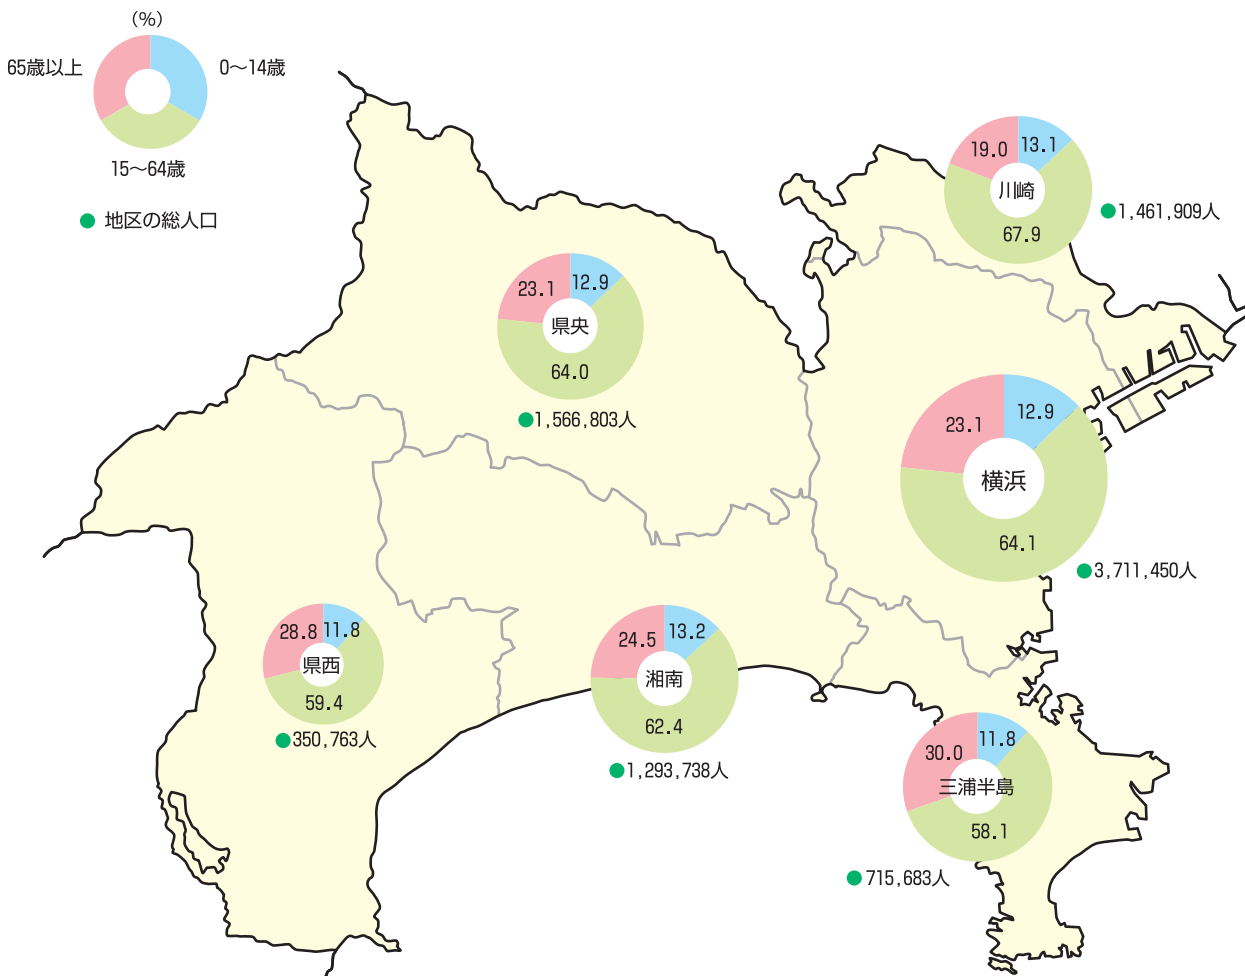 （%）
65歳以上
0〜14歳
15〜64歳
地区の総人口
19.0
13.1
川崎
67.9
1,461,909人
23.1
12.9
県央
64.0
1,566,803人
23.1
12.9
横浜
64.1
3,711,450人
28.8
11.8
県西
59.4
350,763人
24.5
13.2
湘南
62.4
1,293,738人
30.0
11.8
三浦半島
58.1
715,683人